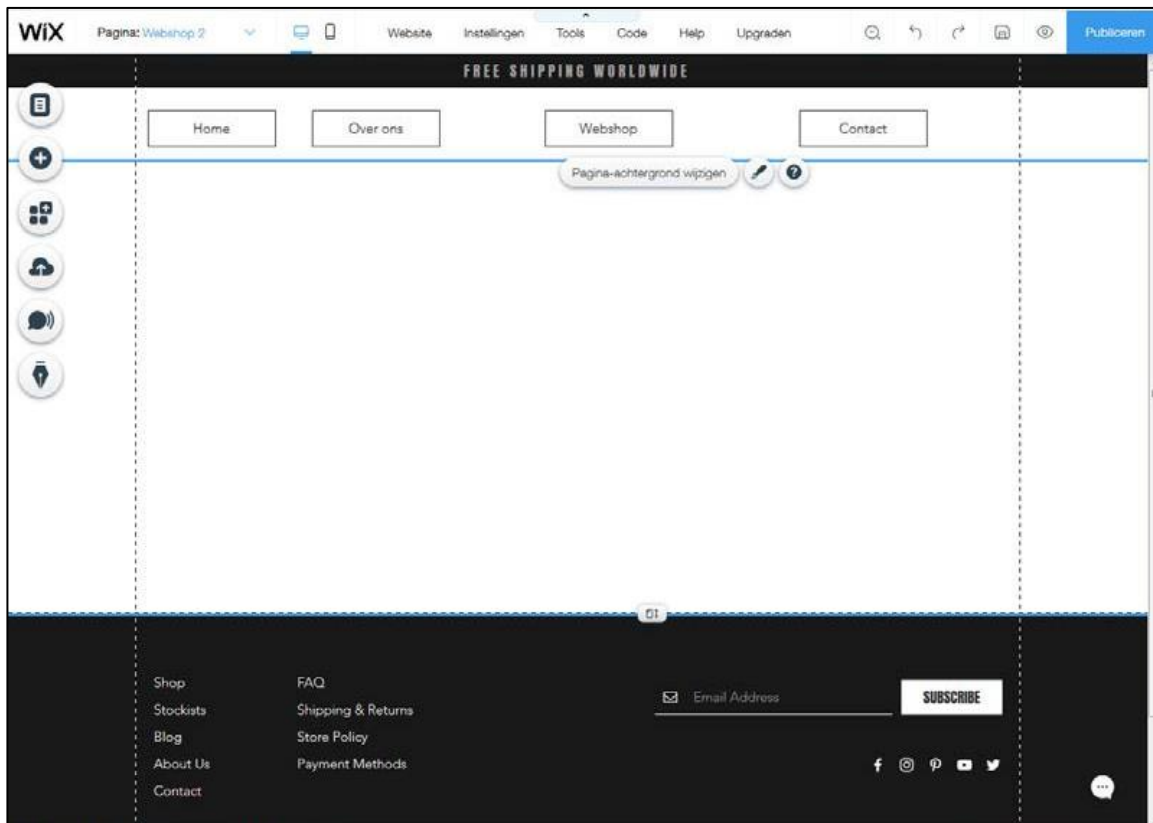 WiX Pagina: Webshop 2 Website Instellingen Tools Code Help Upgraden Publiceren
FREE SHIPPING WORLDWIDE
Home Over ons Webshop Contact
Pagina-achtergrond wijzigen
Shop
Stockists
Blog
About Us
Contact
FAQ
Shipping & Returns
Store Policy
Payment Methods
Email Address SUBSCRIBE